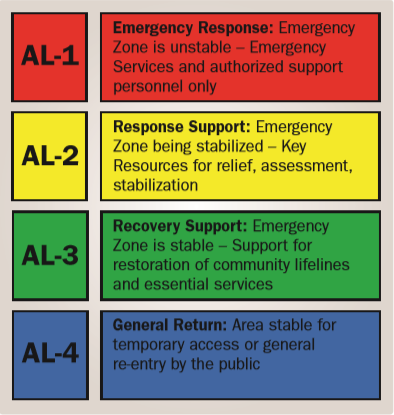 AL-1
Emergency Response: Emergency
Zone is unstable – Emergency
Services and authorized support
personnel only
AL-2
Response Support: Emergency
Zone being stabilized – Key
Resources for relief, assessment,
stabilization
AL-3
Recovery Support: Emergency
Zone is stable – Support for
restoration of community lifelines
and essential services
AL-4
General Return: Area stable for
temporary access or general
re-entry by the public